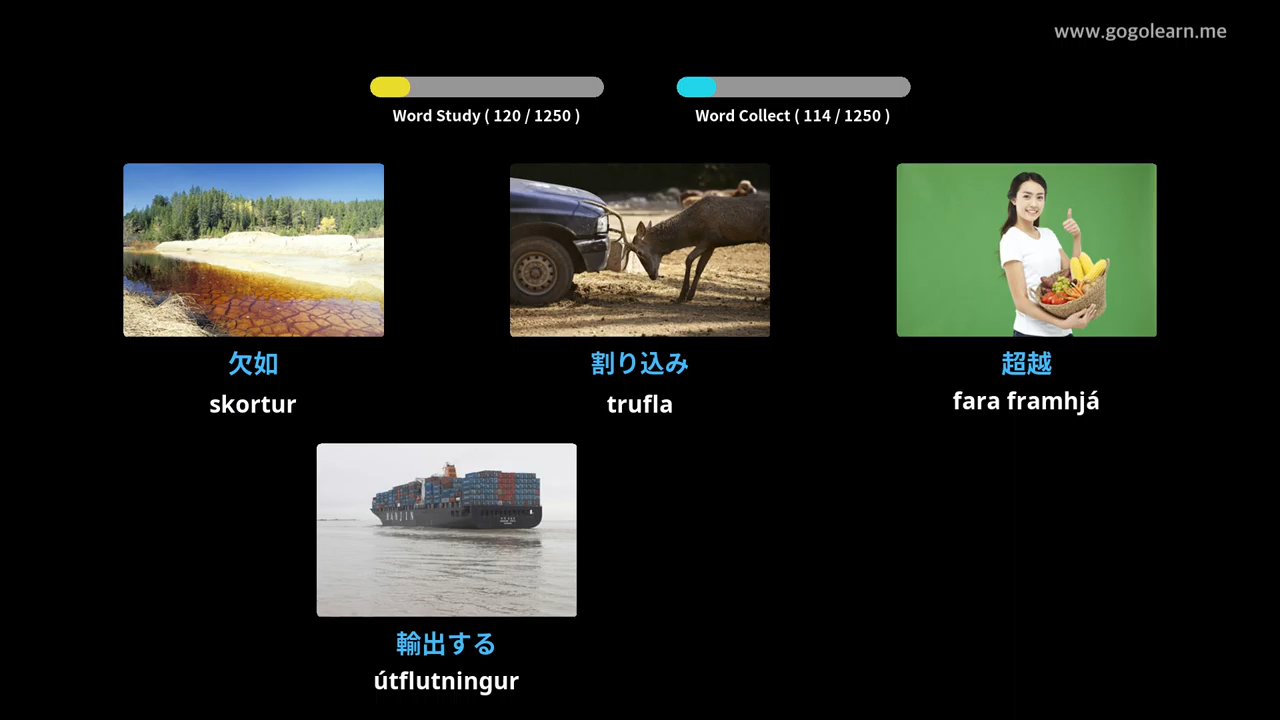 www.gogolearn.me
Word Study ( 120 / 1250 )
Word Collect ( 114 / 1250 )
欠如
割り込み
超越
skortur
trufla
fara framhjá
HANJIN
輸出する
útflutningur